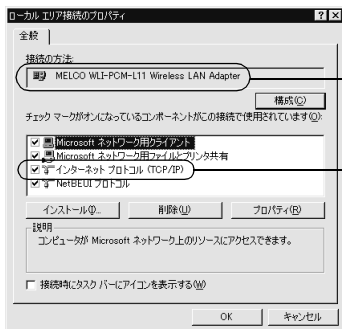 ローカル エリア接続のプロパティ
全般
接続の方法:
MELCO WLI-PCM-L11 Wireless LAN Adapter
構成(C)
チェック マークがオンになっているコンポーネントがこの接続で使用されています(O):
Microsoft ネットワーク用クライアント
Microsoft ネットワーク用ファイルとプリンタ共有
インターネット プロトコル (TCP/IP)
NetBEUI プロトコル
インストール(I)...
削除(U)
プロパティ(R)
説明
コンピュータが Microsoft ネットワーク上のリソースにアクセスできます。
接続時にタスク バーにアイコンを表示する(W)
OK
キャンセル